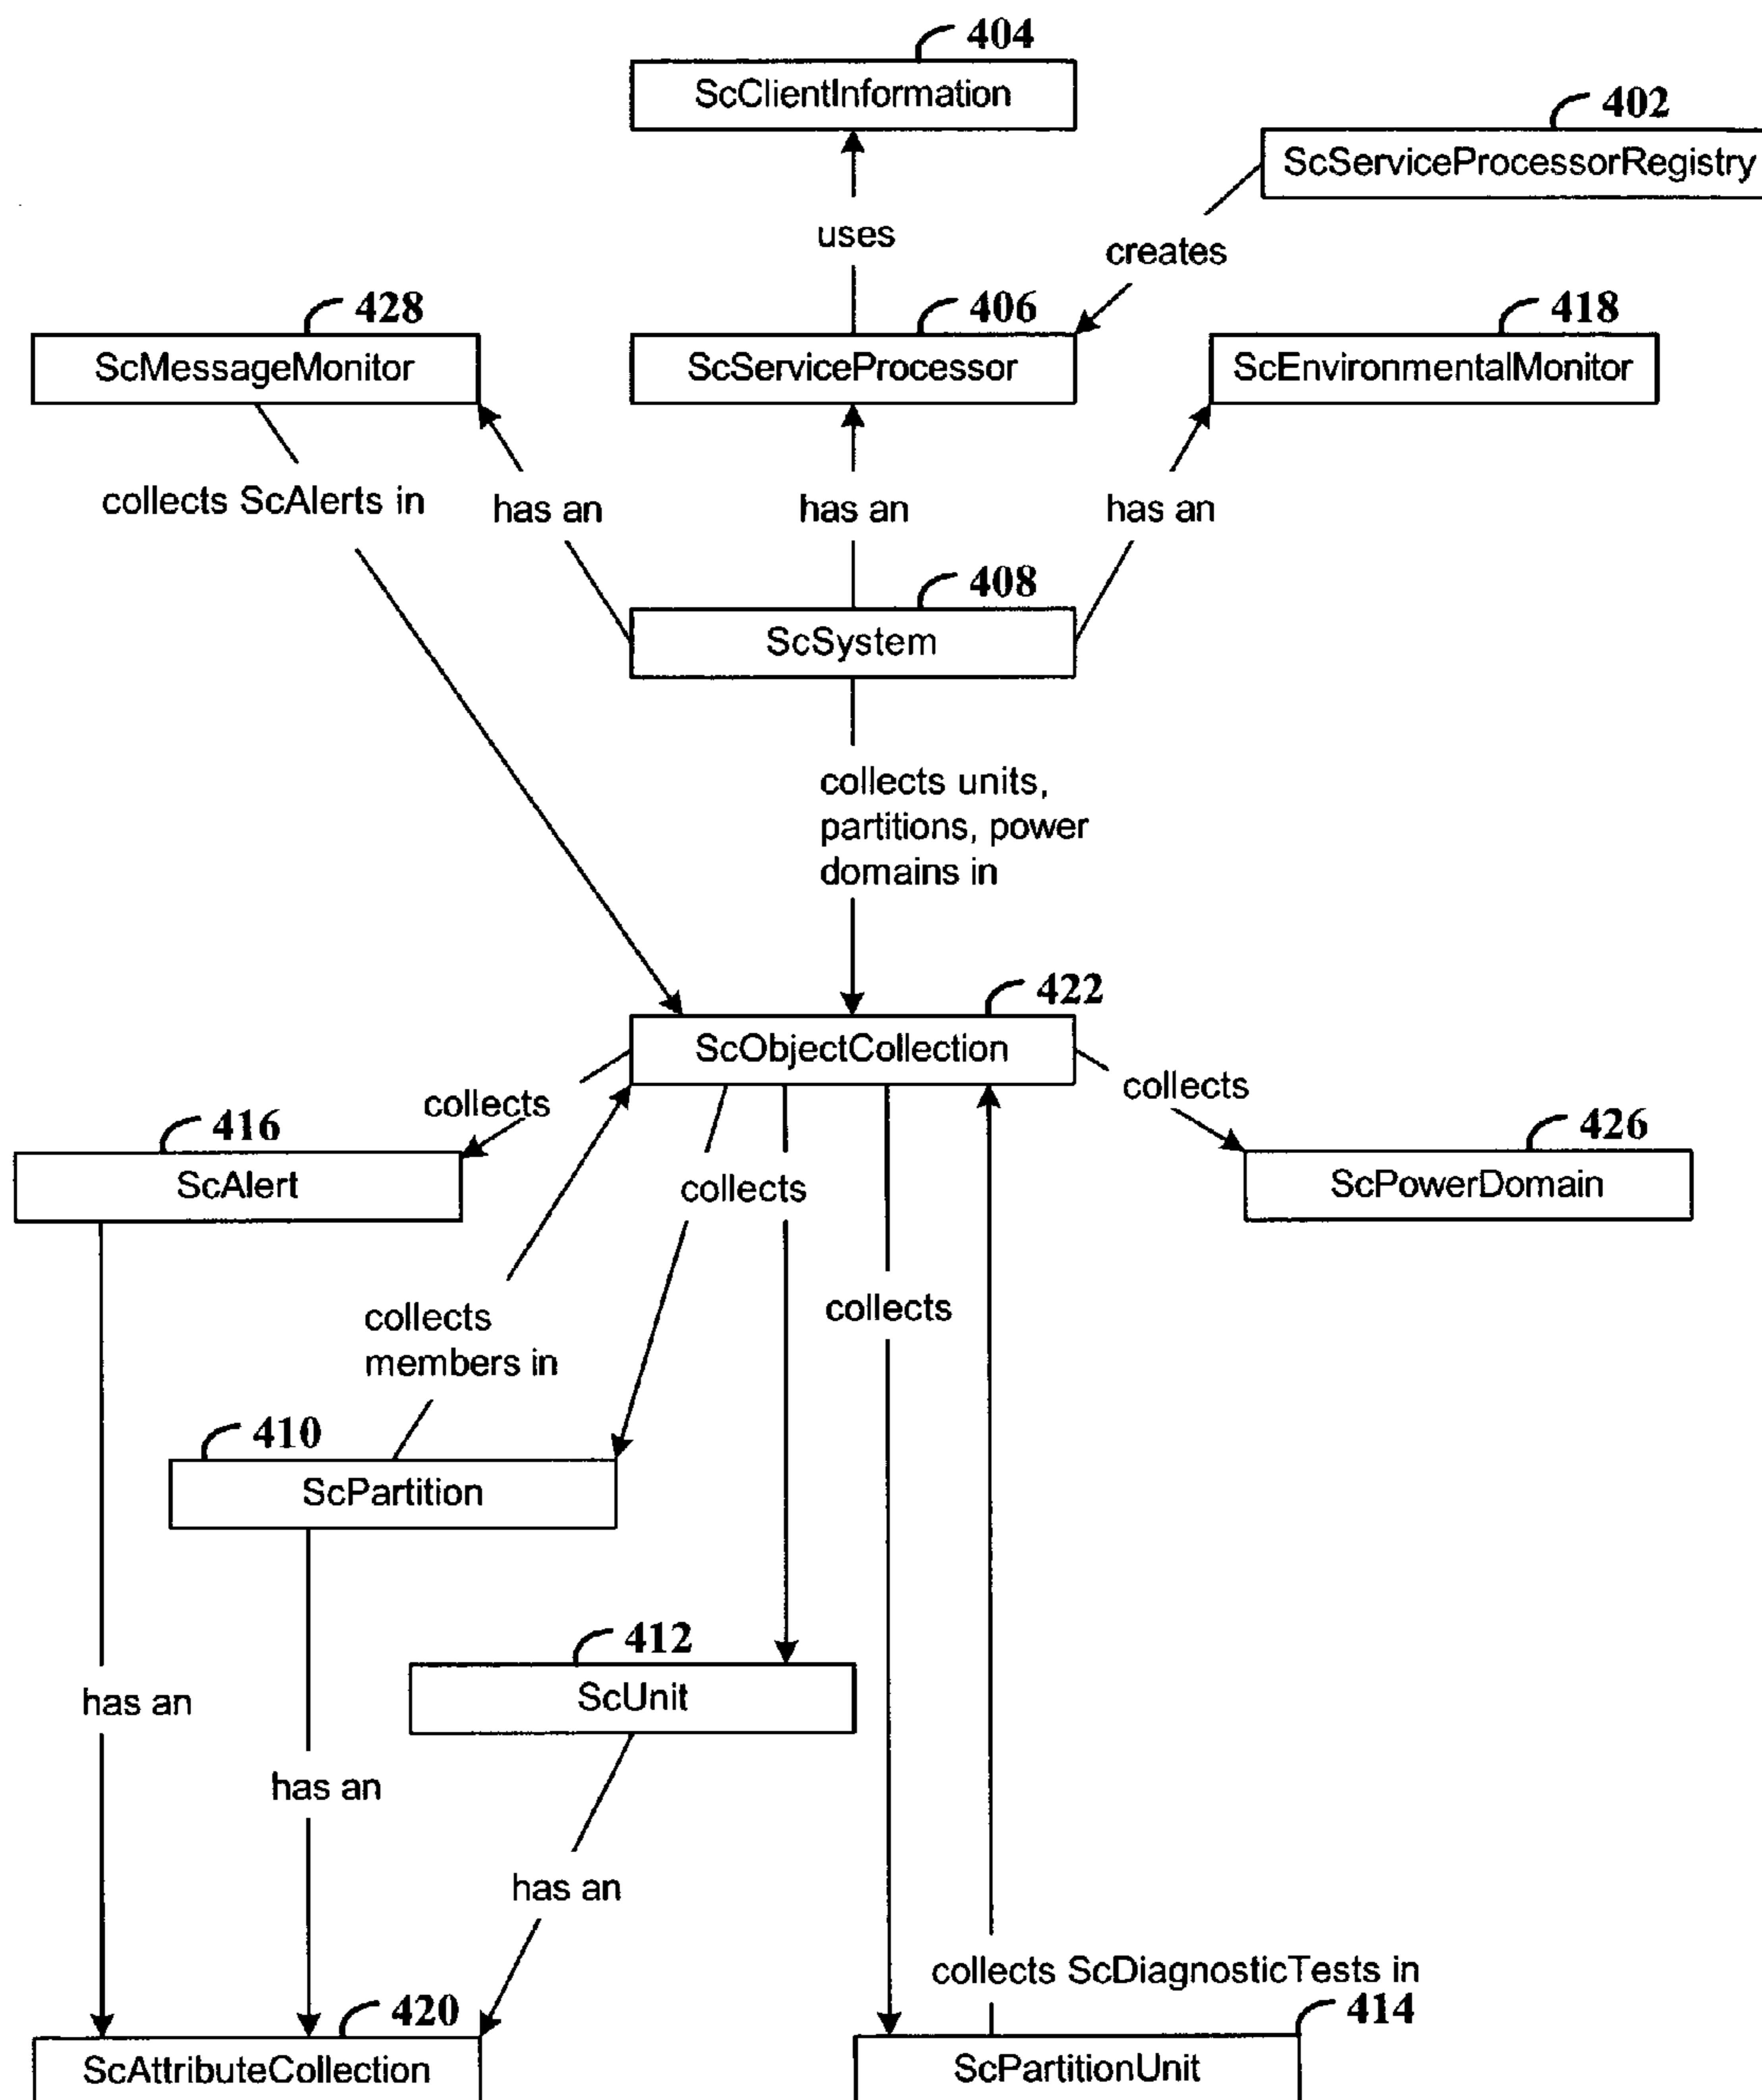 404
ScClientInformation
402
ScServiceProcessorRegistry
uses
creates
428
406
418
ScMessageMonitor
ScServiceProcessor
ScEnvironmentalMonitor
collects ScAlerts in
has an
has an
has an
408
ScSystem
collects units,
partitions, power
domains in
422
ScObjectCollection
collects
collects
416
426
ScAlert
ScPowerDomain
collects
collects
collects
members in
410
ScPartition
412
ScUnit
has an
has an
has an
collects ScDiagnosticTests in
420
414
ScAttributeCollection
ScPartitionUnit